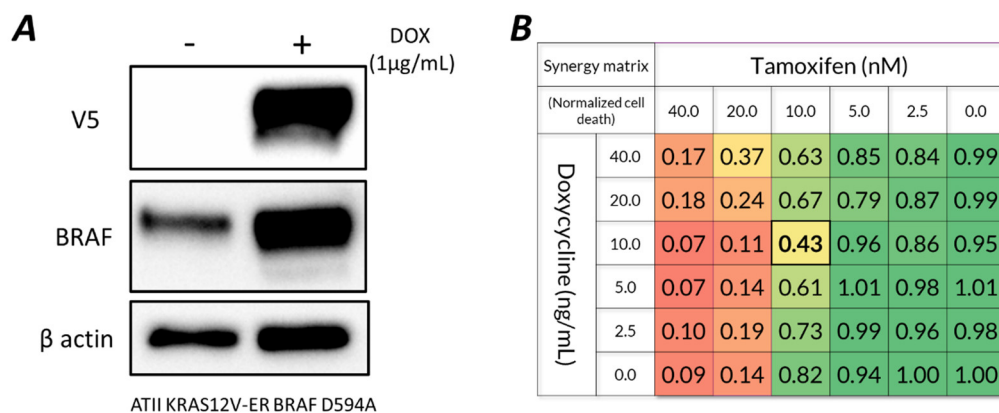 A
- + DOX
(1µg/mL)
V5
BRAF
β actin
ATII KRAS12V-ER BRAF D594A
B
Synergy matrix Tamoxifen (nM)
(Normalized cell death) 40.0 20.0 10.0 5.0 2.5 0.0
Doxycycline (ng/mL)
40.0 0.17 0.37 0.63 0.85 0.84 0.99
20.0 0.18 0.24 0.67 0.79 0.87 0.99
10.0 0.07 0.11 0.43 0.96 0.86 0.95
5.0 0.07 0.14 0.61 1.01 0.98 1.01
2.5 0.10 0.19 0.73 0.99 0.96 0.98
0.0 0.09 0.14 0.82 0.94 1.00 1.00